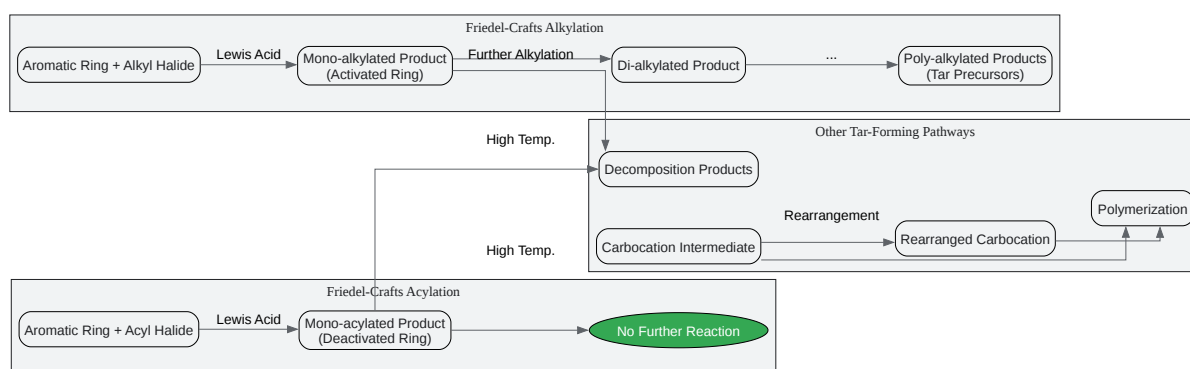 Friedel-Crafts Alkylation
Aromatic Ring + Alkyl Halide
Lewis Acid
Mono-alkylated Product
(Activated Ring)
Further Alkylation
Di-alkylated Product
...
Poly-alkylated Products
(Tar Precursors)
High Temp.
Other Tar-Forming Pathways
Decomposition Products
Carbocation Intermediate
Rearrangement
Rearranged Carbocation
Polymerization
High Temp.
Friedel-Crafts Acylation
Aromatic Ring + Acyl Halide
Lewis Acid
Mono-acylated Product
(Deactivated Ring)
No Further Reaction